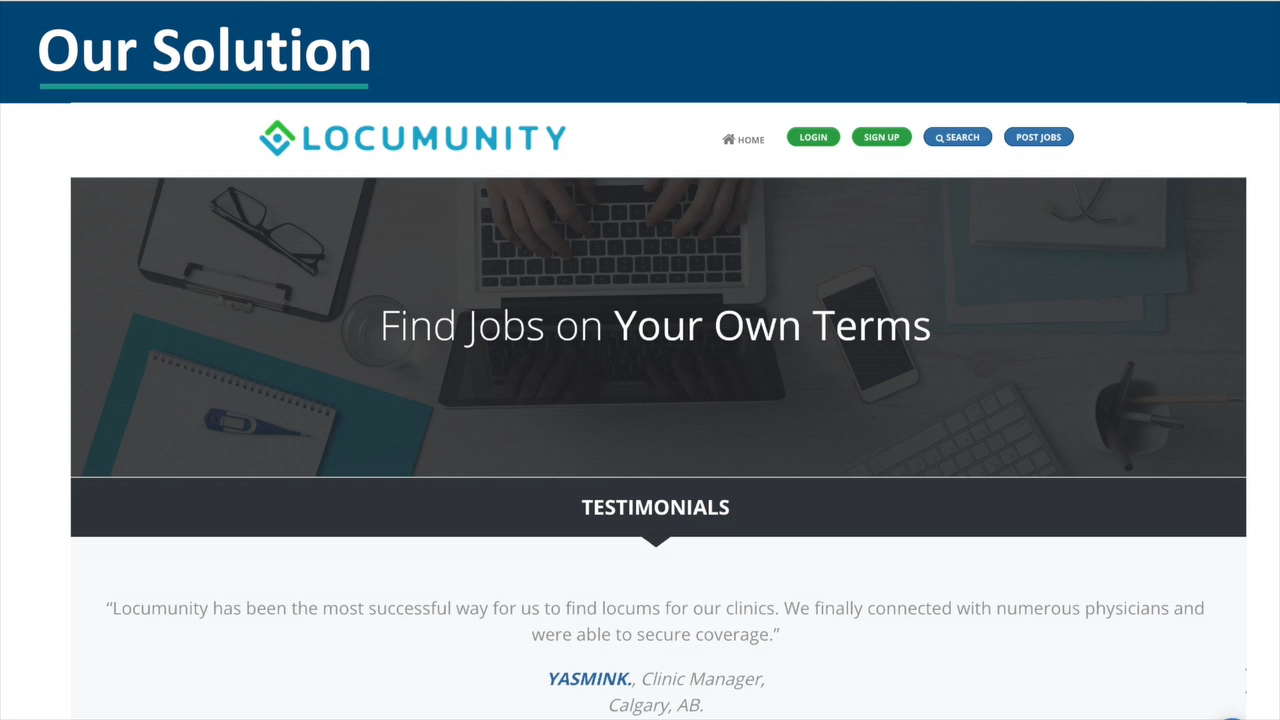 Our Solution
LOCUMUNITY
HOME LOGIN SIGN UP SEARCH POST JOBS
Find Jobs on Your Own Terms
TESTIMONIALS
“Locumunity has been the most successful way for us to find locums for our clinics. We finally connected with numerous physicians and
were able to secure coverage.”
YASMINK., Clinic Manager,
Calgary, AB.